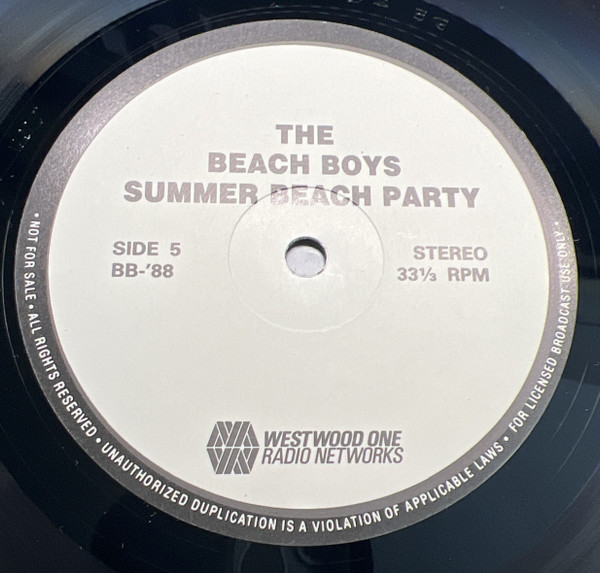 THE
BEACH BOYS
SUMMER BEACH PARTY
SIDE 5
BB-'88
STEREO
33⅓ RPM
WESTWOOD ONE
RADIO NETWORKS
• NOT FOR SALE • ALL RIGHTS RESERVED • UNAUTHORIZED DUPLICATION IS A VIOLATION OF APPLICABLE LAWS • FOR LICENSED BROADCAST USE ONLY •